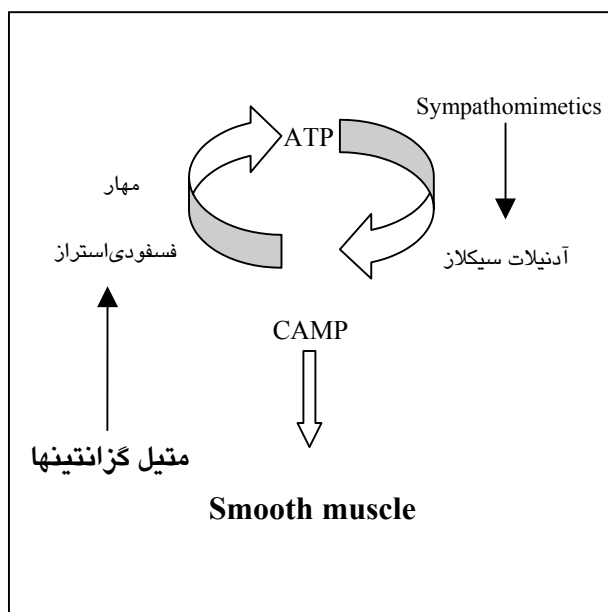 Sympathomimetics
ATP
مهار
فسفودی‌استراز
آدنیلات سیکلاز
CAMP
متیل گزانتینها
Smooth muscle